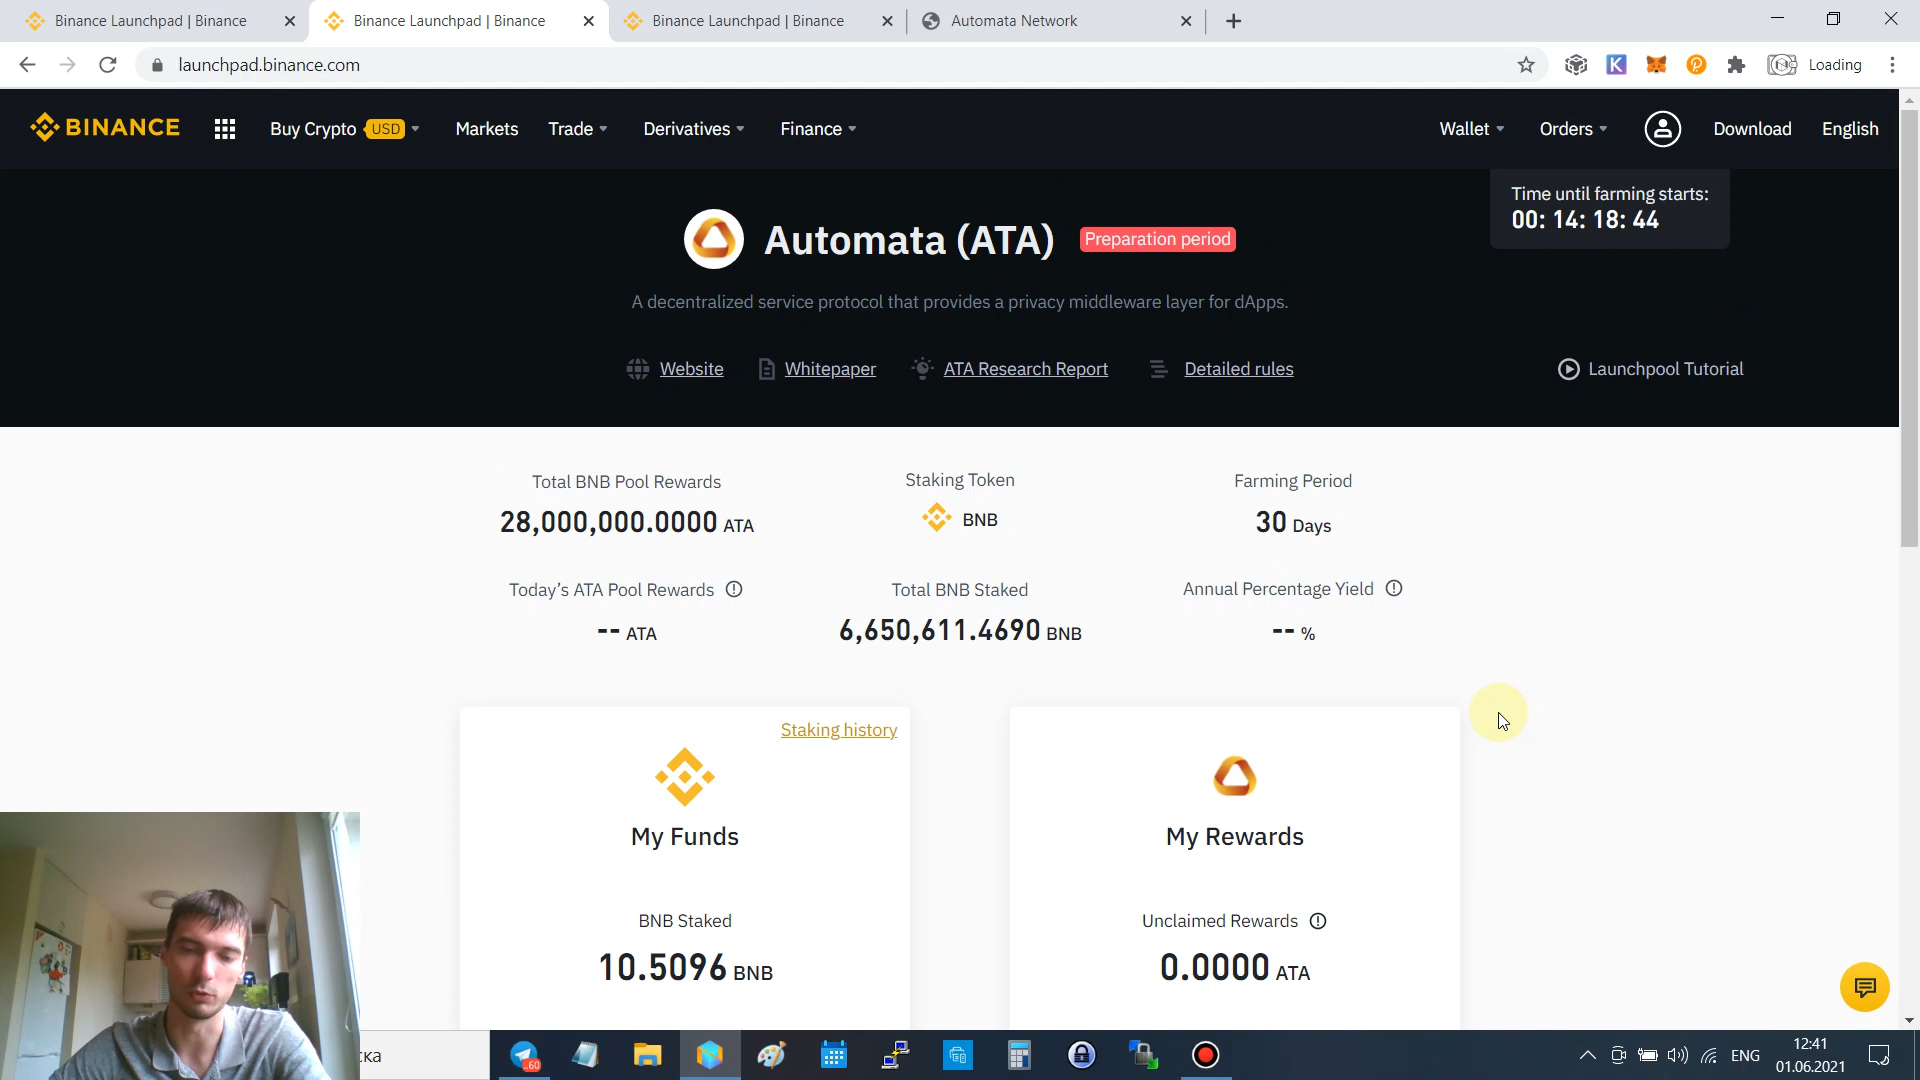 Binance Launchpad | Binance
Binance Launchpad | Binance
Binance Launchpad | Binance
Automata Network
launchpad.binance.com
Loading
BINANCE
Buy Crypto USD
Markets
Trade
Derivatives
Finance
Wallet
Orders
Download
English
Time until farming starts:
00: 14: 18: 44
Automata (ATA)
Preparation period
A decentralized service protocol that provides a privacy middleware layer for dApps.
Website
Whitepaper
ATA Research Report
Detailed rules
Launchpool Tutorial
Total BNB Pool Rewards
28,000,000.0000 ATA
Staking Token
BNB
Farming Period
30 Days
Today's ATA Pool Rewards
-- ATA
Total BNB Staked
6,650,611.4690 BNB
Annual Percentage Yield
-- %
Staking history
My Funds
BNB Staked
10.5096 BNB
My Rewards
Unclaimed Rewards
0.0000 ATA
ска
60
ENG
12:41
01.06.2021